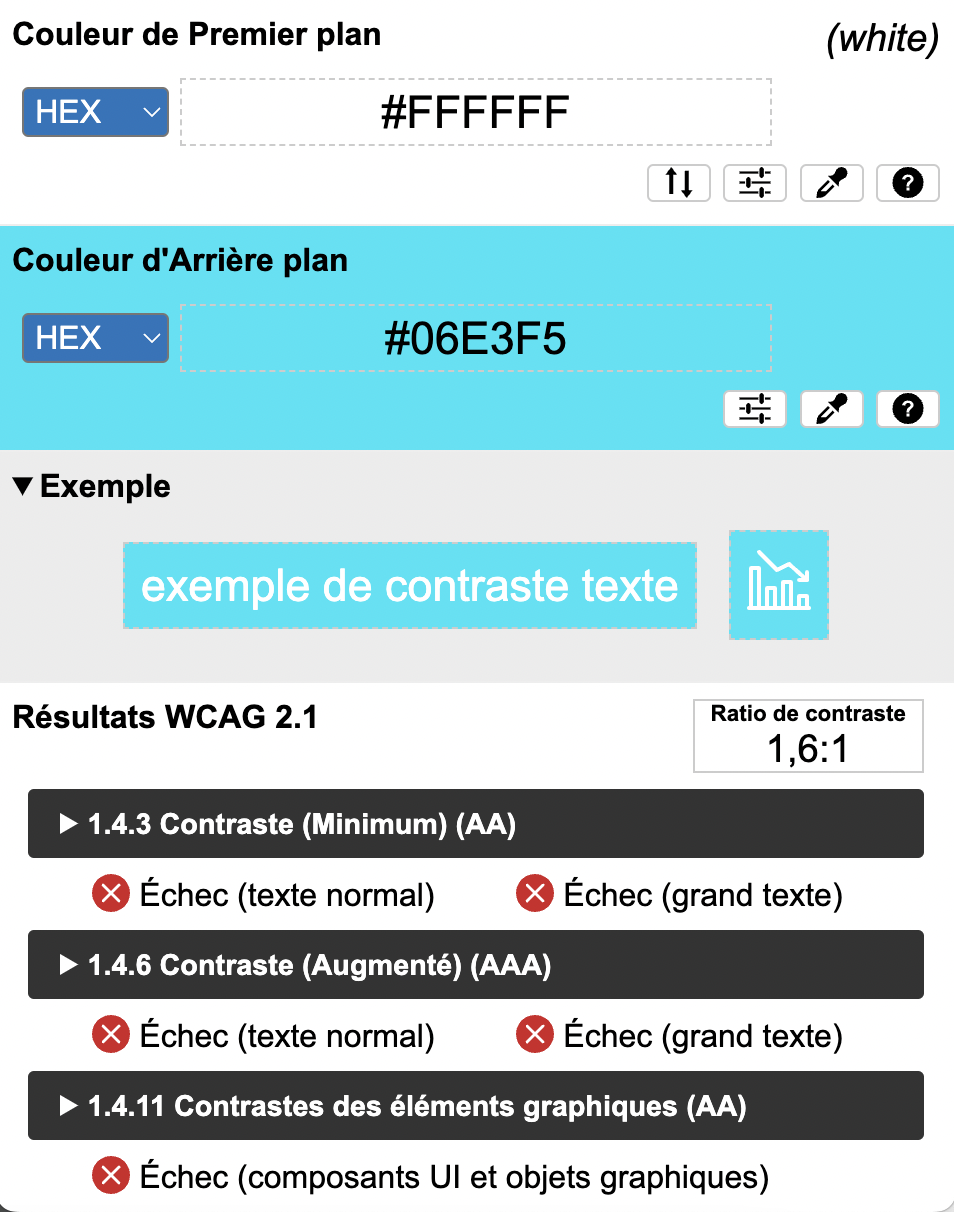 Couleur de Premier plan
(white)
HEX
#FFFFFF
?
Couleur d'Arrière plan
HEX
#06E3F5
?
Exemple
exemple de contraste texte
Résultats WCAG 2.1
Ratio de contraste
1,6:1
1.4.3 Contraste (Minimum) (AA)
Échec (texte normal) Échec (grand texte)
1.4.6 Contraste (Augmenté) (AAA)
Échec (texte normal) Échec (grand texte)
1.4.11 Contrastes des éléments graphiques (AA)
Échec (composants UI et objets graphiques)